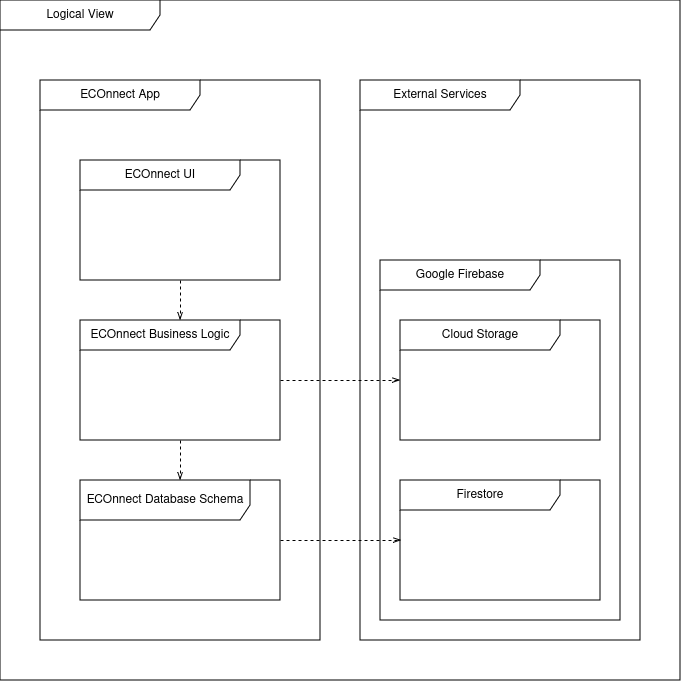 Logical View
ECOnnect App
External Services
ECOnnect UI
Google Firebase
ECOnnect Business Logic
Cloud Storage
ECOnnect Database Schema
Firestore